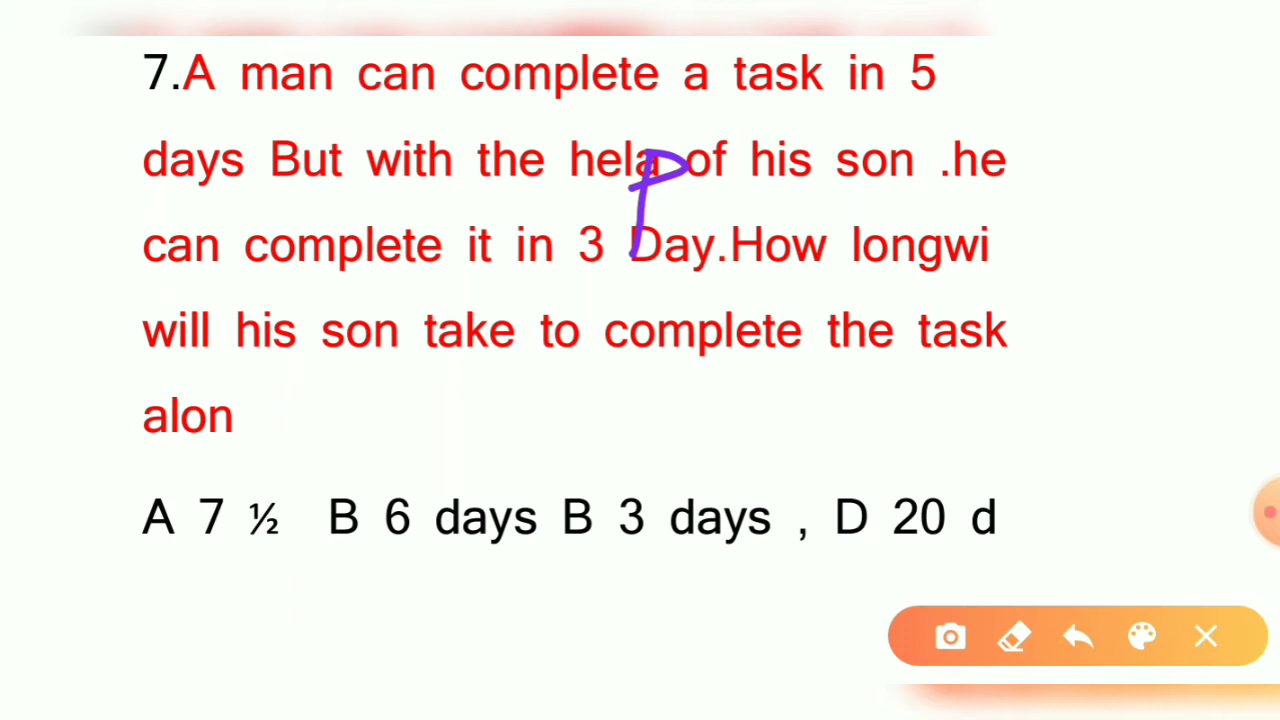 7.A man can complete a task in 5
days But with the help of his son .he
can complete it in 3 Day.How longwi
will his son take to complete the task
alon
A 7 ½ B 6 days B 3 days , D 20 d